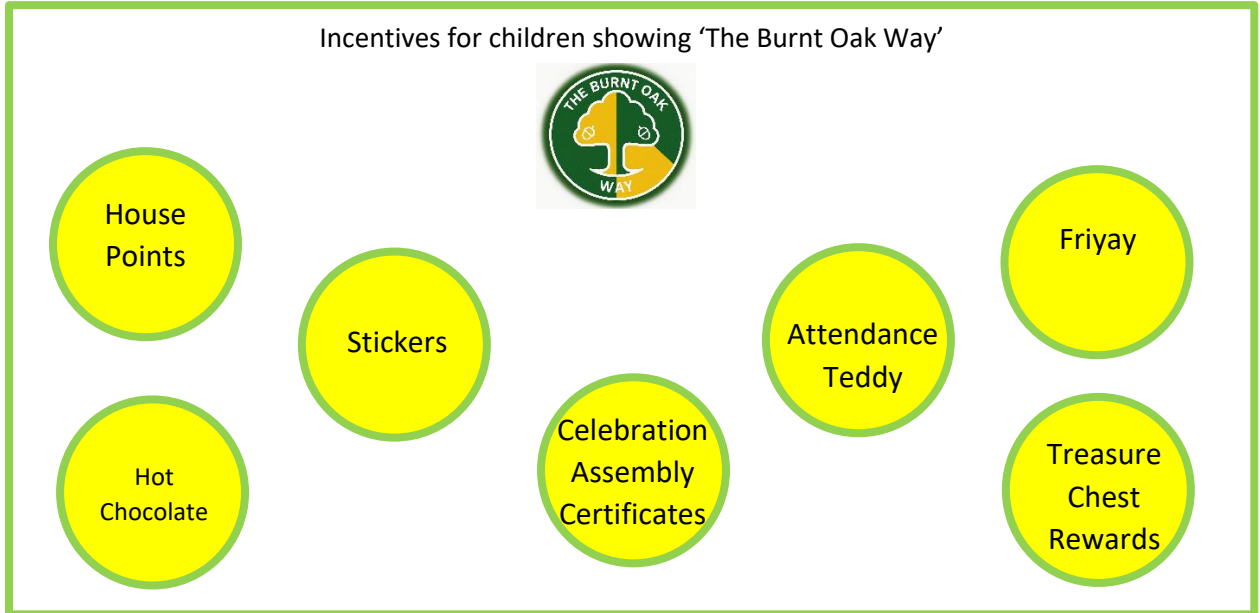 Incentives for children showing ‘The Burnt Oak Way’
THE BURNT OAK
WAY
House
Points
Stickers
Hot
Chocolate
Celebration
Assembly
Certificates
Attendance
Teddy
Friyay
Treasure
Chest
Rewards